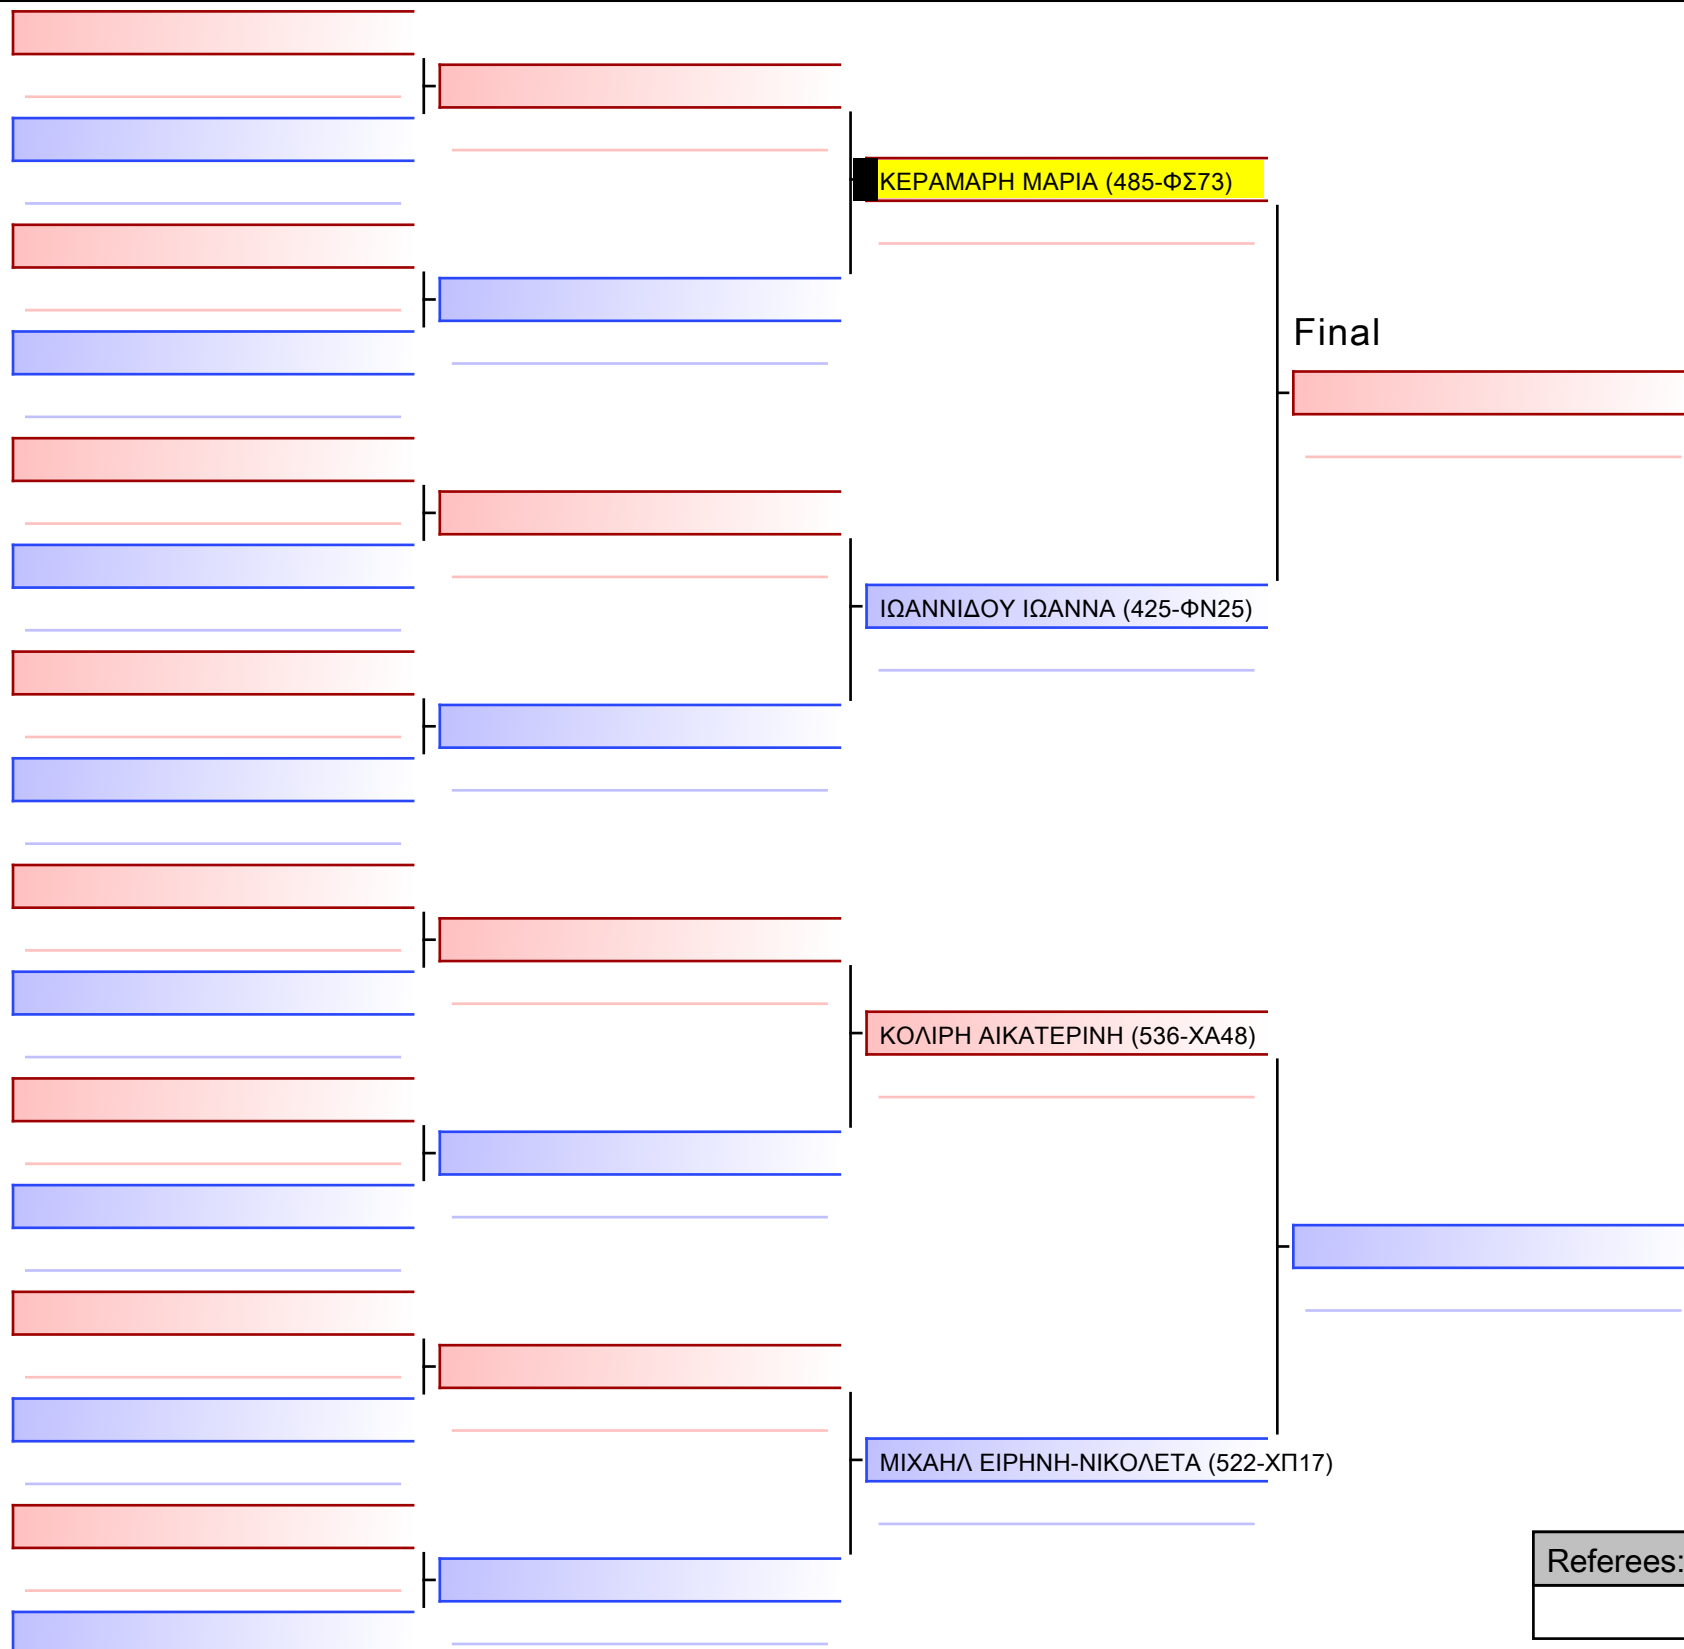 ΚΕΡΑΜΑΡΗ ΜΑΡΙΑ (485-ΦΣ73)
Final
ΙΩΑΝΝΙΔΟΥ ΙΩΑΝΝΑ (425-ΦΝ25)
ΚΟΛΙΡΗ ΑΙΚΑΤΕΡΙΝΗ (536-ΧΑ48)
ΜΙΧΑΗΛ ΕΙΡΗΝΗ-ΝΙΚΟΛΕΤΑ (522-ΧΠ17)
Referees: